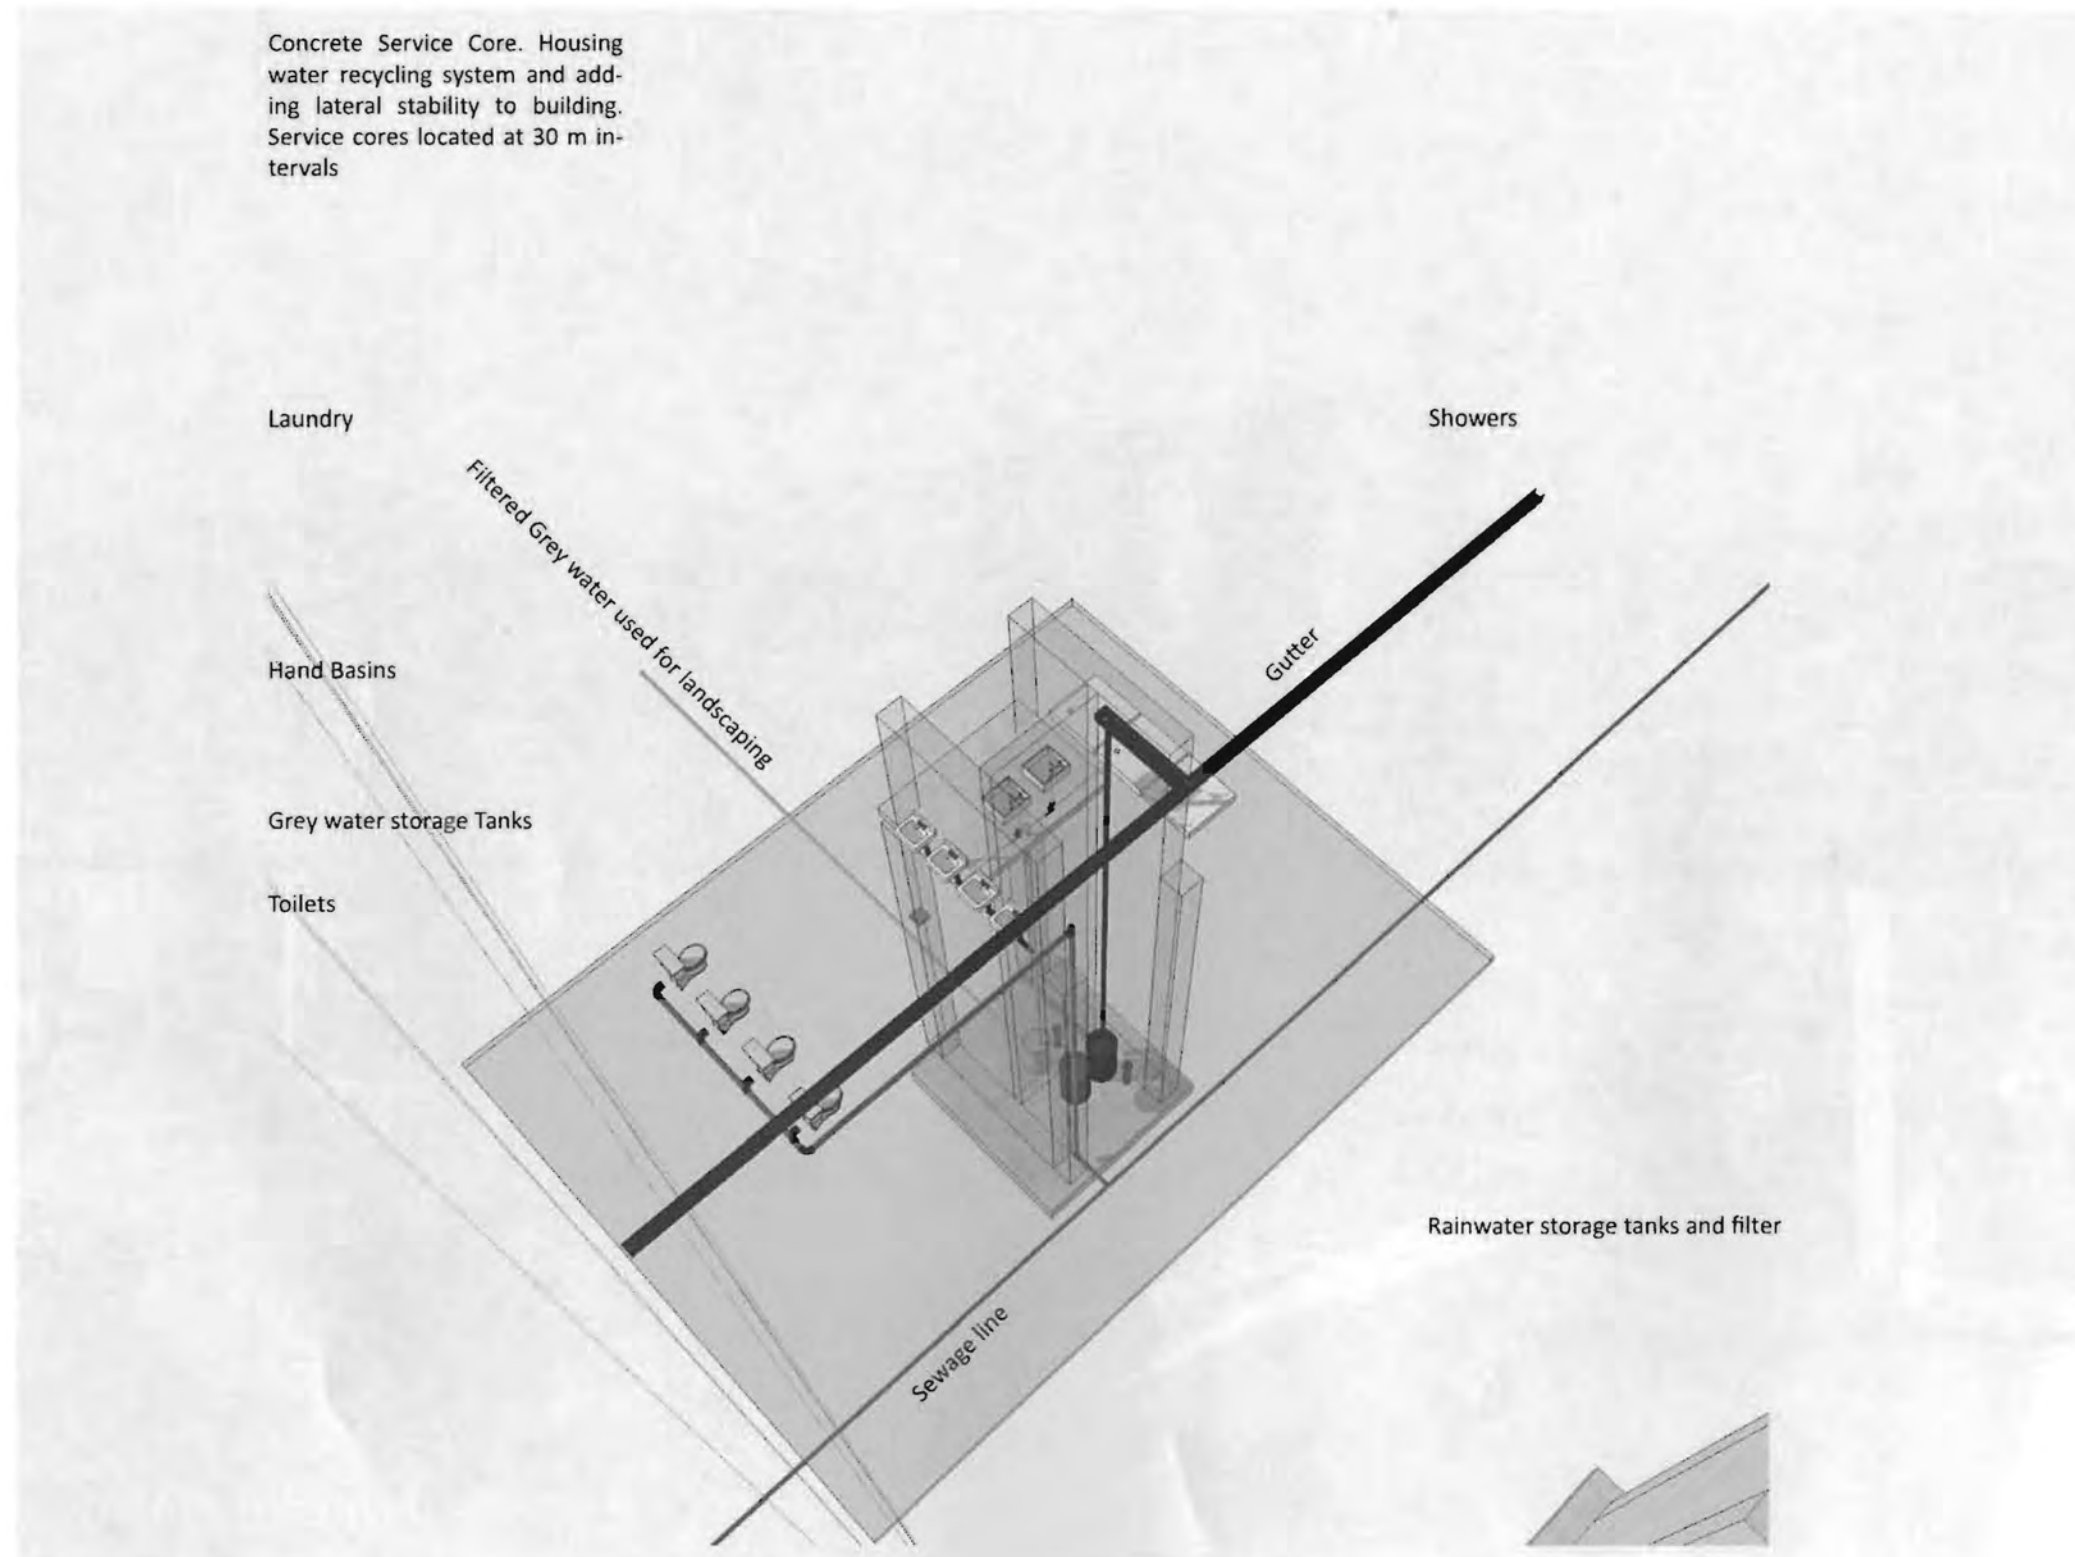 Concrete Service Core. Housing
water recycling system and add-
ing lateral stability to building.
Service cores located at 30 m in-
tervals
Laundry
Showers
Filtered Grey water used for landscaping
Gutter
Hand Basins
Grey water storage Tanks
Toilets
Rainwater storage tanks and filter
Sewage line